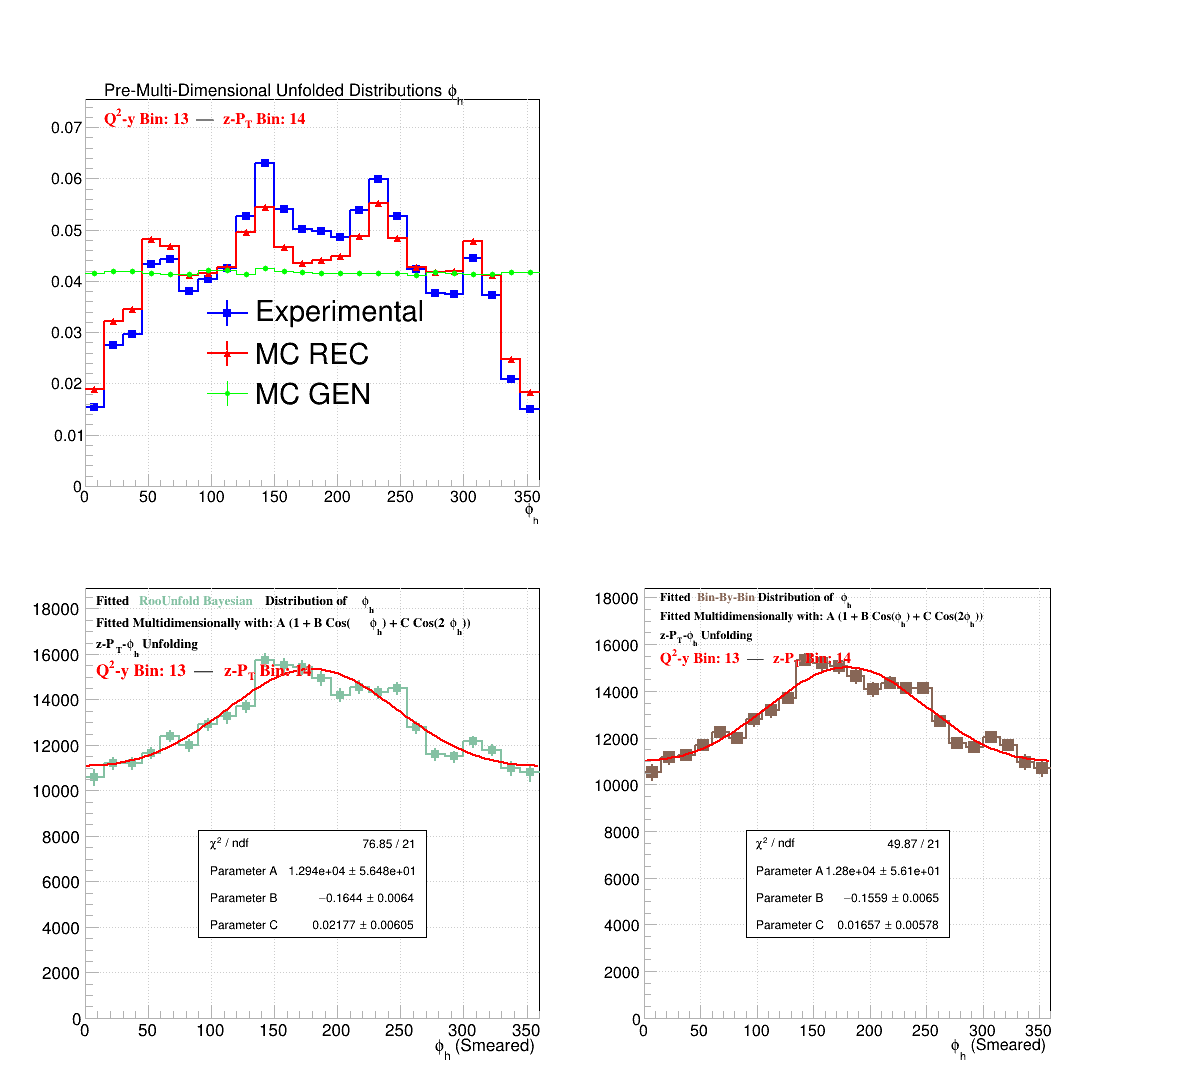 Pre-Multi-Dimensional Unfolded Distributions ϕh
Q2-y Bin: 13 — z-PT Bin: 14
0.07
0.06
0.05
0.04
0.03
0.02
0.01
0
Experimental
MC REC
MC GEN
0 50 100 150 200 250 300 350
ϕh
Fitted RooUnfold Bayesian Distribution of ϕh
Fitted Multidimensionally with: A (1 + B Cos( ϕh) + C Cos(2 ϕh))
z-PT-ϕh Unfolding
Q2-y Bin: 13 — z-PT Bin: 14
18000
16000
14000
12000
10000
8000
6000
4000
2000
0
χ2 / ndf 76.85 / 21
Parameter A 1.294e+04 ± 5.648e+01
Parameter B −0.1644 ± 0.0064
Parameter C 0.02177 ± 0.00605
0 50 100 150 200 250 300 350
ϕh (Smeared)
Fitted Bin-By-Bin Distribution of ϕh
Fitted Multidimensionally with: A (1 + B Cos(ϕh) + C Cos(2ϕh))
z-PT-ϕh Unfolding
Q2-y Bin: 13 — z-PT Bin: 14
18000
16000
14000
12000
10000
8000
6000
4000
2000
0
χ2 / ndf 49.87 / 21
Parameter A 1.28e+04 ± 5.61e+01
Parameter B −0.1559 ± 0.0065
Parameter C 0.01657 ± 0.00578
0 50 100 150 200 250 300 350
ϕh (Smeared)